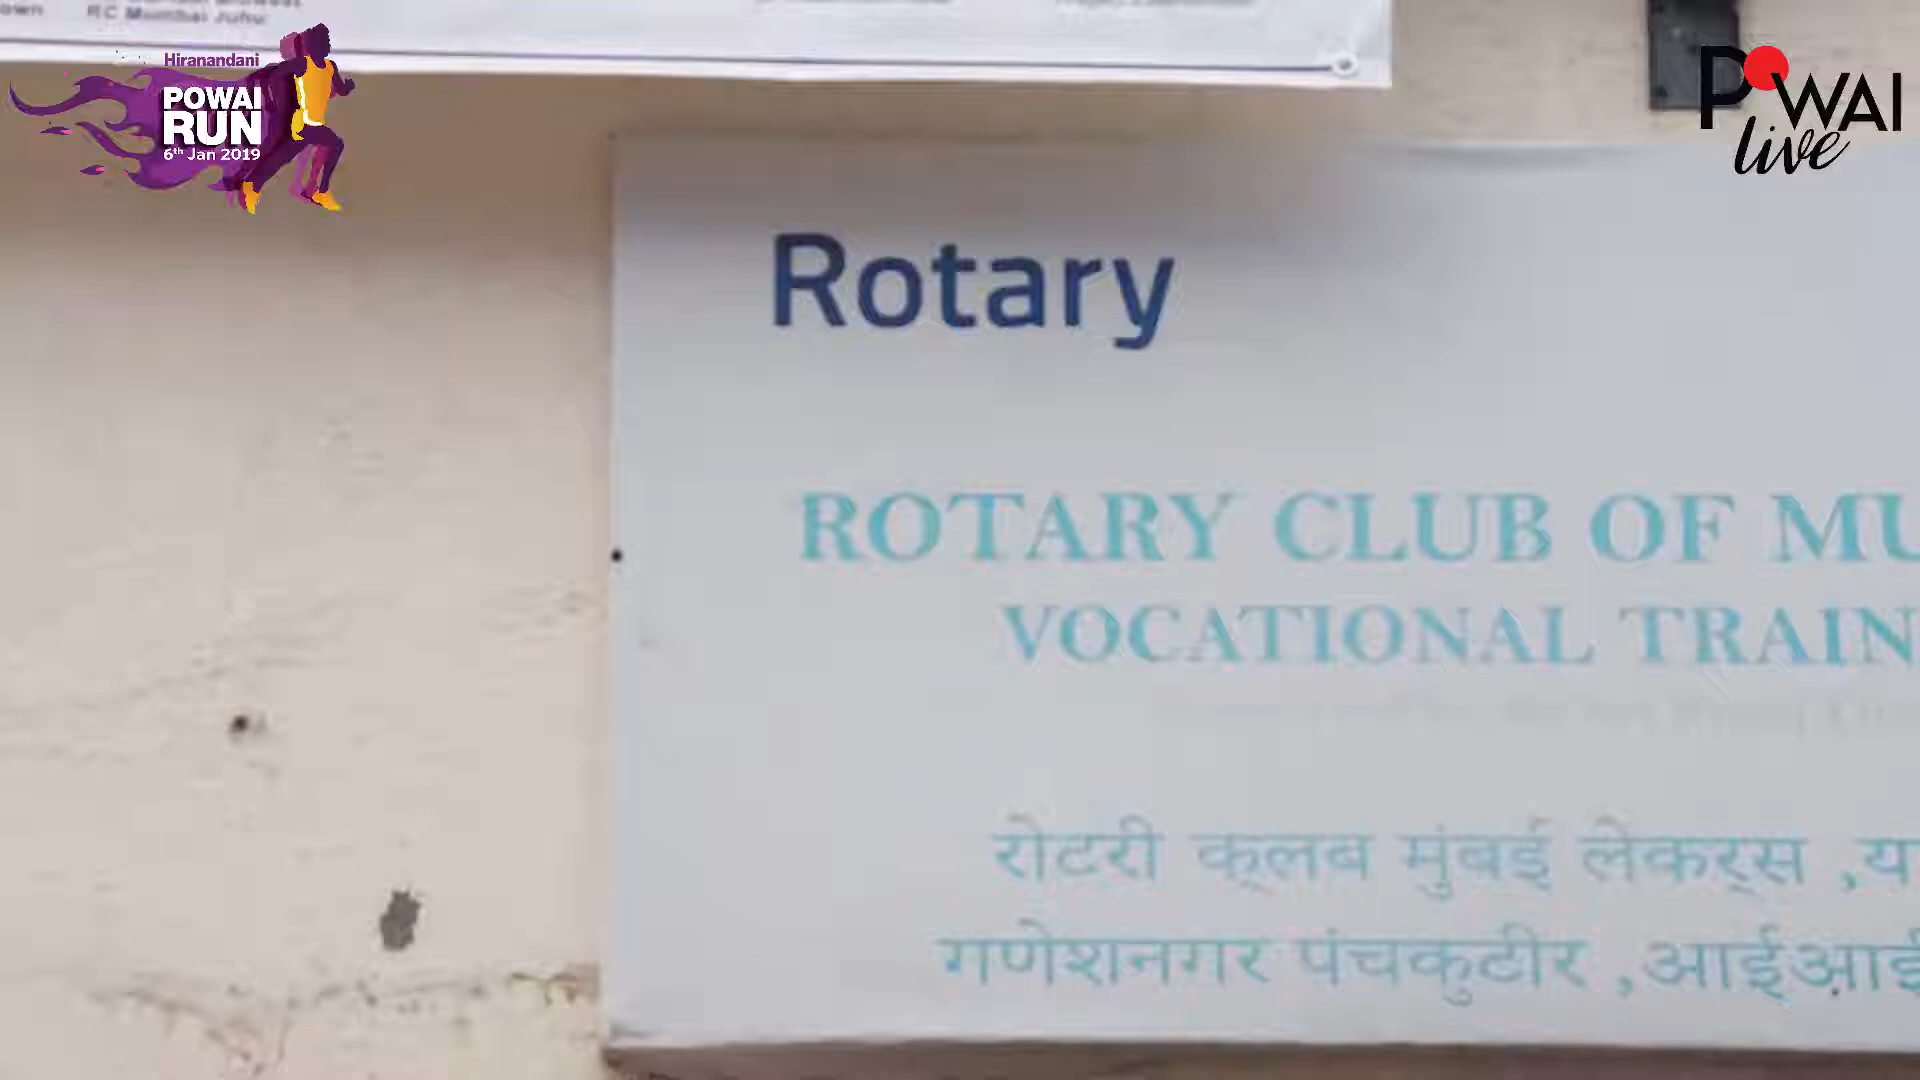 RC Mumbai Juhu
Hiranandani
POWAI
RUN
6th Jan 2019
POWAI
live
Rotary
ROTARY CLUB OF MU
VOCATIONAL TRAIN
रोटरी क्लब मुंबई लेकर्स ,य
गणेशनगर पंचकुटीर ,आईआई